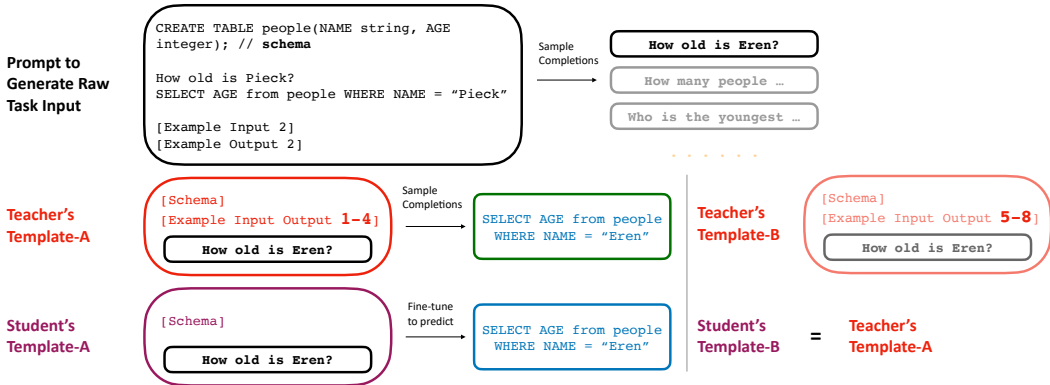 Prompt to
Generate Raw
Task Input
CREATE TABLE people(NAME string, AGE
integer); // schema
How old is Pieck?
SELECT AGE from people WHERE NAME = “Pieck”
[Example Input 2]
[Example Output 2]
Sample
Completions
How old is Eren?
How many people …
Who is the youngest …
. . . . . .
Teacher’s
Template-A
[Schema]
[Example Input Output 1–4]
How old is Eren?
Sample
Completions
SELECT AGE from people
WHERE NAME = “Eren”
Teacher’s
Template-B
[Schema]
[Example Input Output 5–8]
How old is Eren?
Student’s
Template-A
[Schema]
How old is Eren?
Fine-tune
to predict
SELECT AGE from people
WHERE NAME = “Eren”
Student’s
Template-B
=
Teacher’s
Template-A